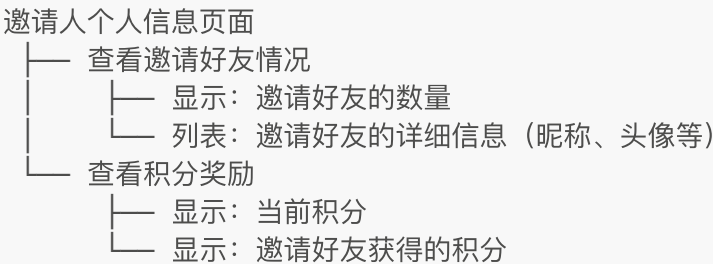 邀请人个人信息页面
├── 查看邀请好友情况
│   ├── 显示：邀请好友的数量
│   └── 列表：邀请好友的详细信息（昵称、头像等）
└── 查看积分奖励
    ├── 显示：当前积分
    └── 显示：邀请好友获得的积分